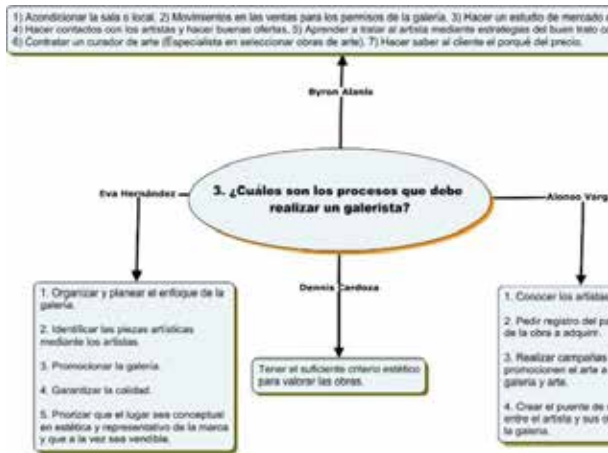 1) Acondicionar la sala o local. 2) Movimientos en las ventas para los permisos de la galería. 3) Hacer un estudio de mercado
4) Hacer contactos con los artistas y hacer buenas ofertas. 5) Aprender a tratar al artista mediante estrategias del buen trato
6) Contratar un curador de arte (Especialista en seleccionar obras de arte). 7) Hacer saber al cliente el porqué del precio.
Byron Alanis
Eva Hernández
3. ¿Cuáles son los procesos que debe
realizar un galerista?
Alonso Varg
Dennis Cardoza
1. Organizar y planear el enfoque de la
galería.
2. Identificar las piezas artísticas
mediante los artistas.
3. Promocionar la galería.
4. Garantizar la calidad.
5. Priorizar que el lugar sea conceptual
en estética y representativo de la marca
y que a la vez sea vendible.
Tener el suficiente criterio estético
para valorar las obras.
1. Conocer los artistas
2. Pedir registro del
de la obra a adquirir.
3. Realizar campañas
promocionen el arte a
galería y arte.
4. Crear el puente de
entre el artista y sus
la galería.